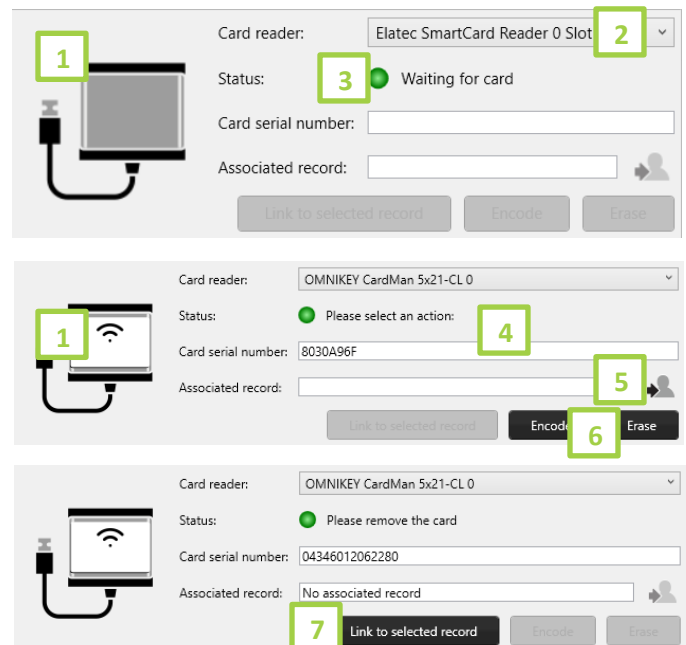 1
Card reader: Elatec SmartCard Reader 0 Slot 2
Status: 3 Waiting for card
Card serial number:
Associated record:
Link to selected record Encode Erase
Card reader: OMNIKEY CardMan 5x21-CL 0
1
Status: Please select an action: 4
Card serial number: 8030A96F
Associated record: 5
Link to selected record Encode 6 Erase
Card reader: OMNIKEY CardMan 5x21-CL 0
Status: Please remove the card
Card serial number: 04346012062280
Associated record: No associated record
7 Link to selected record Encode Erase